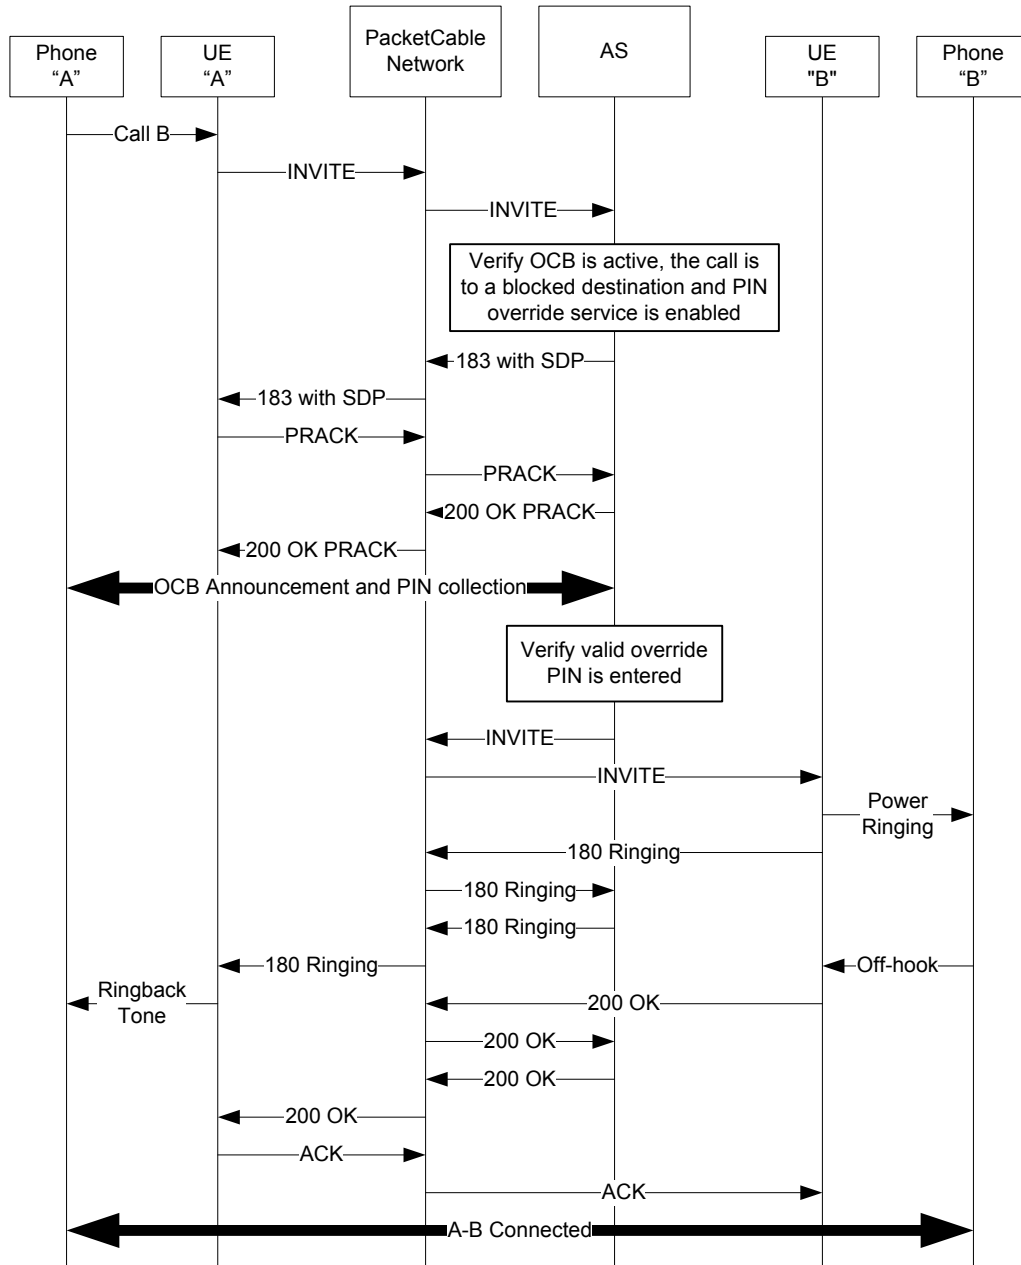 Phone
“A”
UE
“A”
PacketCable
Network
AS
UE
"B"
Phone
“B”
Call B
INVITE
INVITE
Verify OCB is active, the call is
to a blocked destination and PIN
override service is enabled
183 with SDP
183 with SDP
PRACK
PRACK
200 OK PRACK
200 OK PRACK
OCB Announcement and PIN collection
Verify valid override
PIN is entered
INVITE
INVITE
Power
Ringing
180 Ringing
180 Ringing
180 Ringing
180 Ringing
Off-hook
Ringback
Tone
200 OK
200 OK
200 OK
200 OK
ACK
ACK
A-B Connected